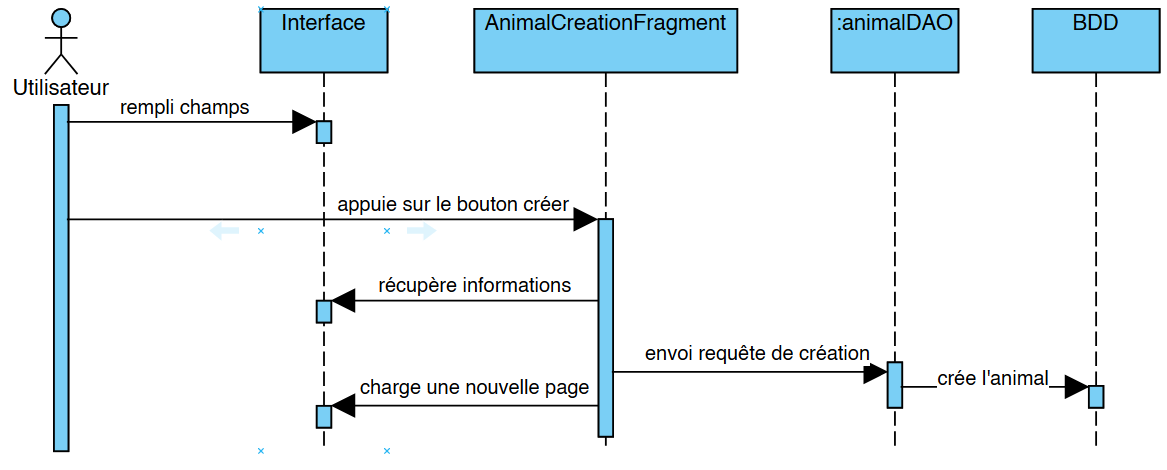 Interface
AnimalCreationFragment
:animalDAO
BDD
Utilisateur
rempli champs
appuie sur le bouton créer
récupère informations
envoi requête de création
crée l'animal
charge une nouvelle page